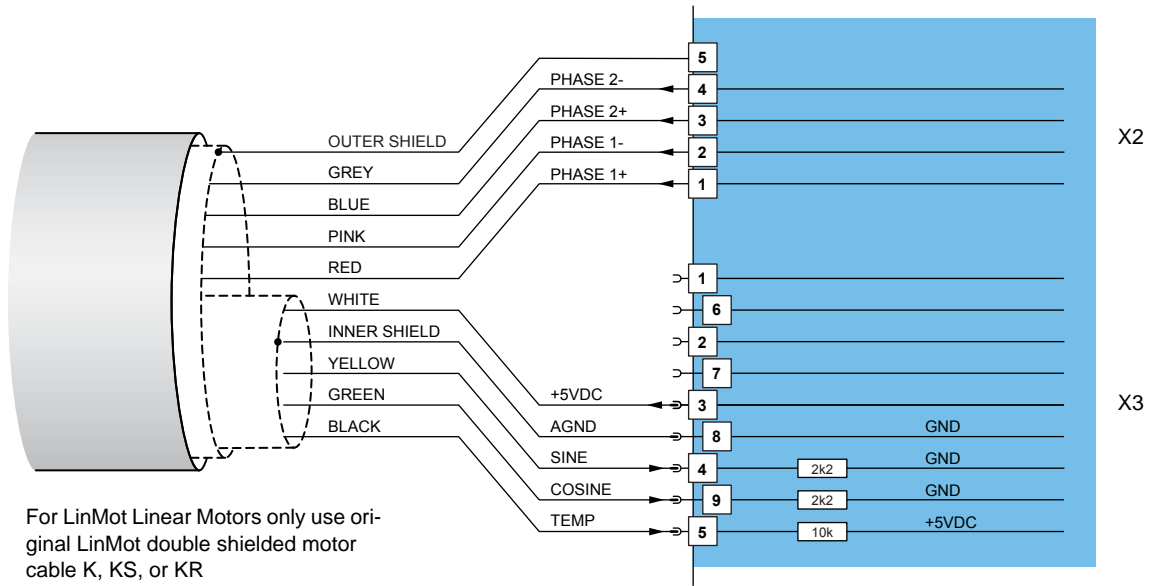 5
PHASE 2- 4
PHASE 2+ 3
X2
OUTER SHIELD PHASE 1- 2
GREY PHASE 1+ 1
BLUE
PINK
RED 1
WHITE 6
INNER SHIELD 2
YELLOW 7
GREEN +5VDC 3
X3
BLACK AGND 8 GND
SINE 4 2k2 GND
COSINE 9 2k2 GND
TEMP 5 10k +5VDC
For LinMot Linear Motors only use ori-
ginal LinMot double shielded motor
cable K, KS, or KR